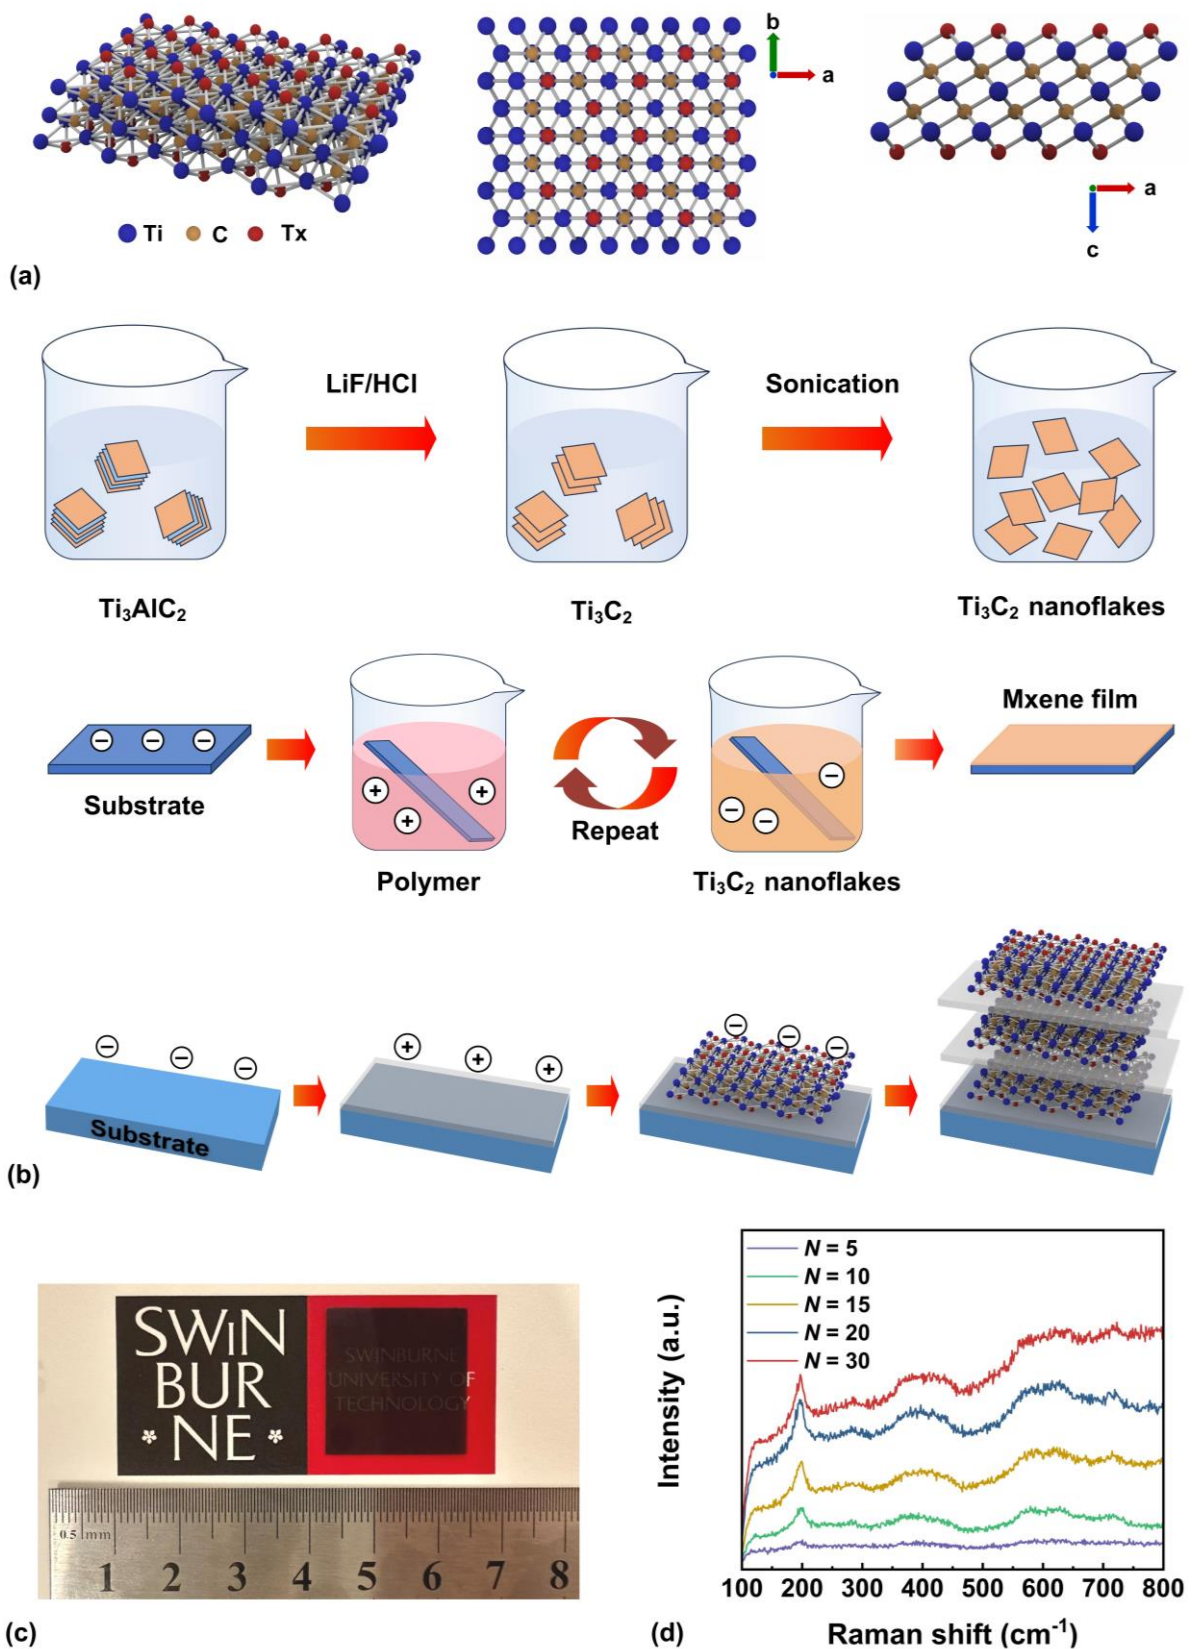 b
a
a
c
Ti C Tx
(a)
LiF/HCl
Sonication
Ti₃AlC₂
Ti₃C₂
Ti₃C₂ nanoflakes
Substrate
Polymer
Repeat
Ti₃C₂ nanoflakes
Mxene film
Substrate
(b)
SWIN
BUR
NE
SWINBURNE
UNIVERSITY OF
TECHNOLOGY
0.5 1mm
1 2 3 4 5 6 7 8
(c)
N = 5
N = 10
N = 15
N = 20
N = 30
Intensity (a.u.)
100 200 300 400 500 600 700 800
Raman shift (cm⁻¹)
(d)